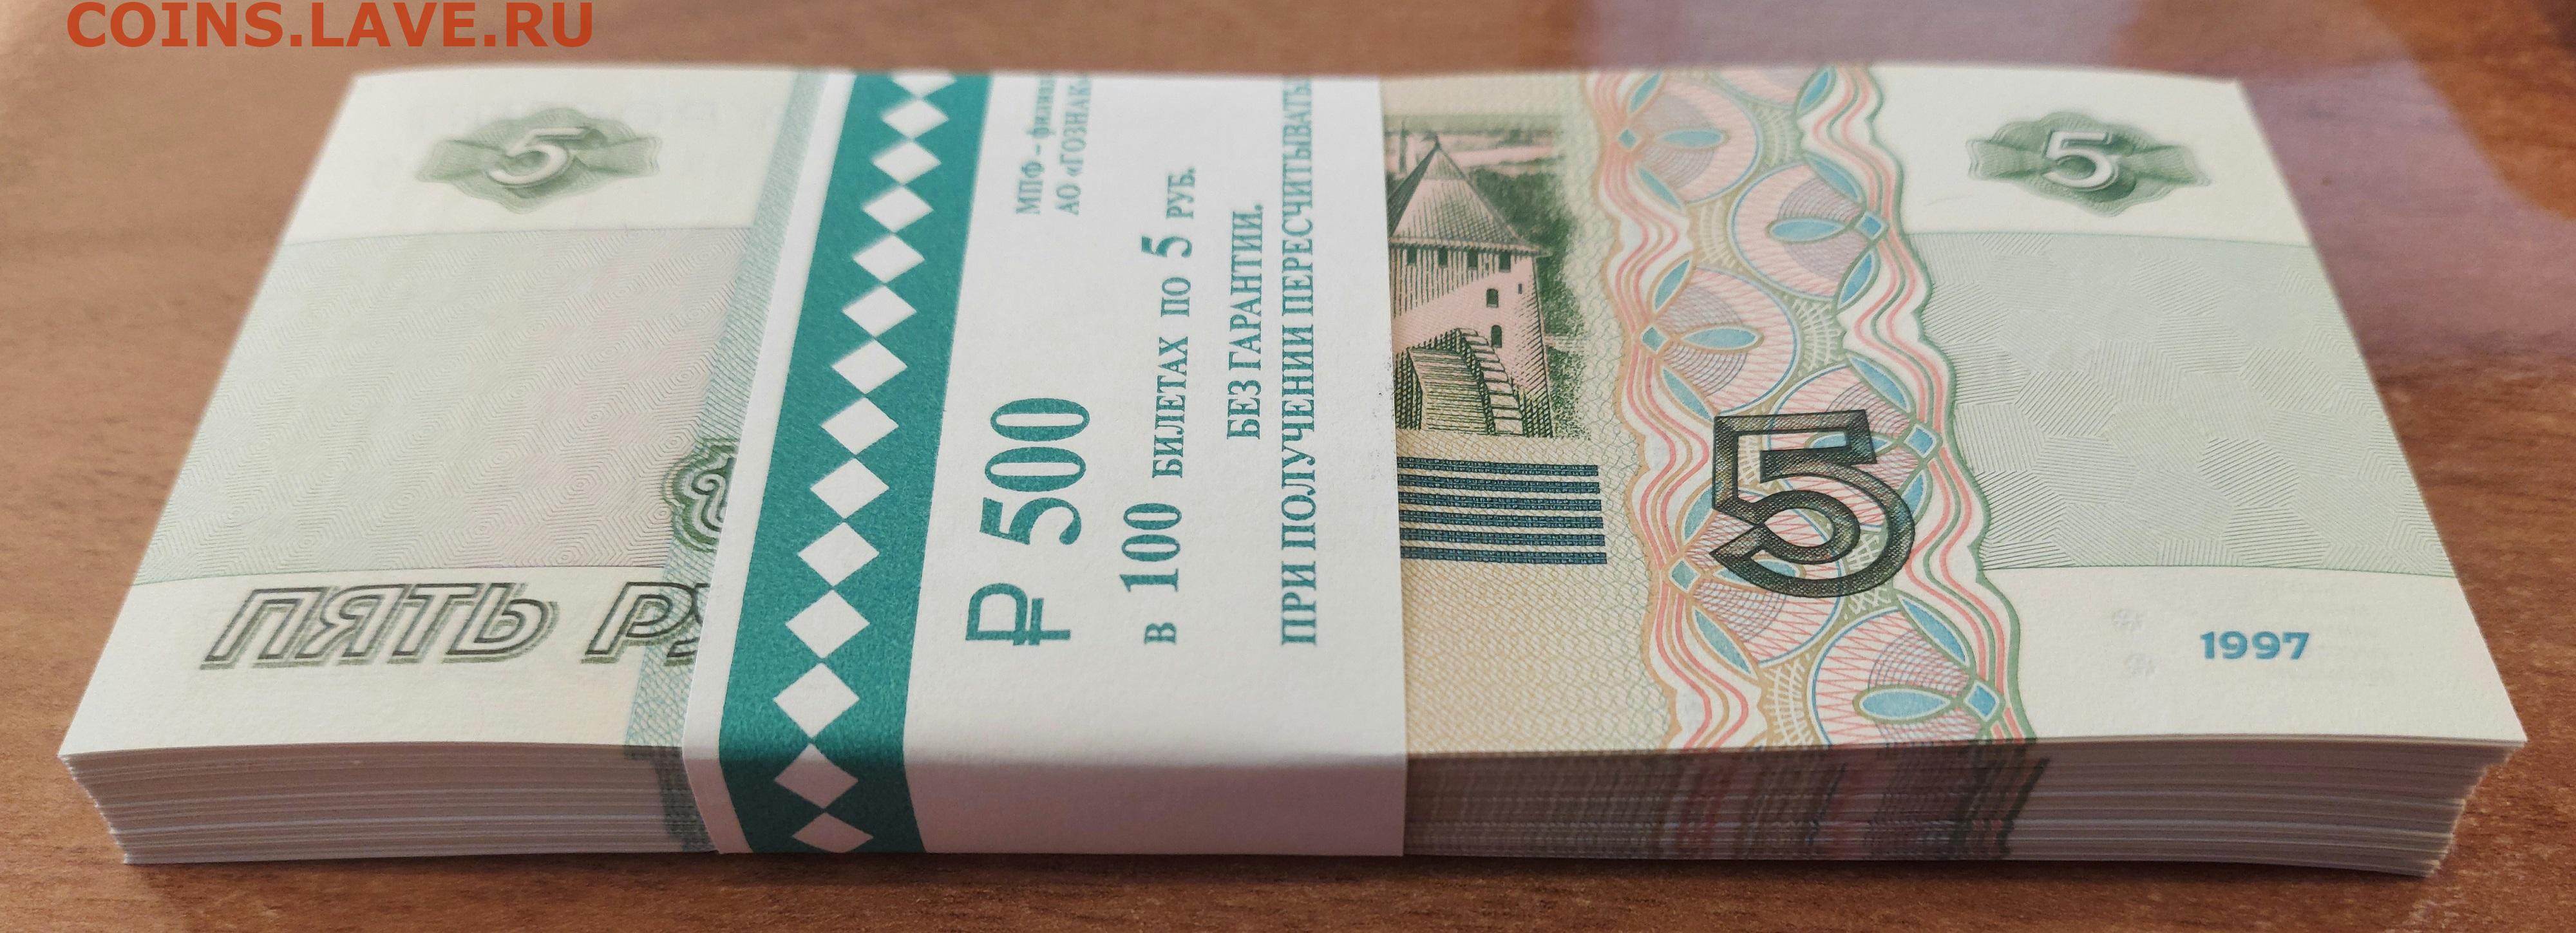 COINS.LAVE.RU
5
ПЯТЬ
МПФ – филиал
АО «ГОЗНАК»
₽ 500
В 100 БИЛЕТАХ ПО 5 РУБ.
БЕЗ ГАРАНТИИ.
ПРИ ПОЛУЧЕНИИ ПЕРЕСЧИТЫВАТЬ
5
5
1997